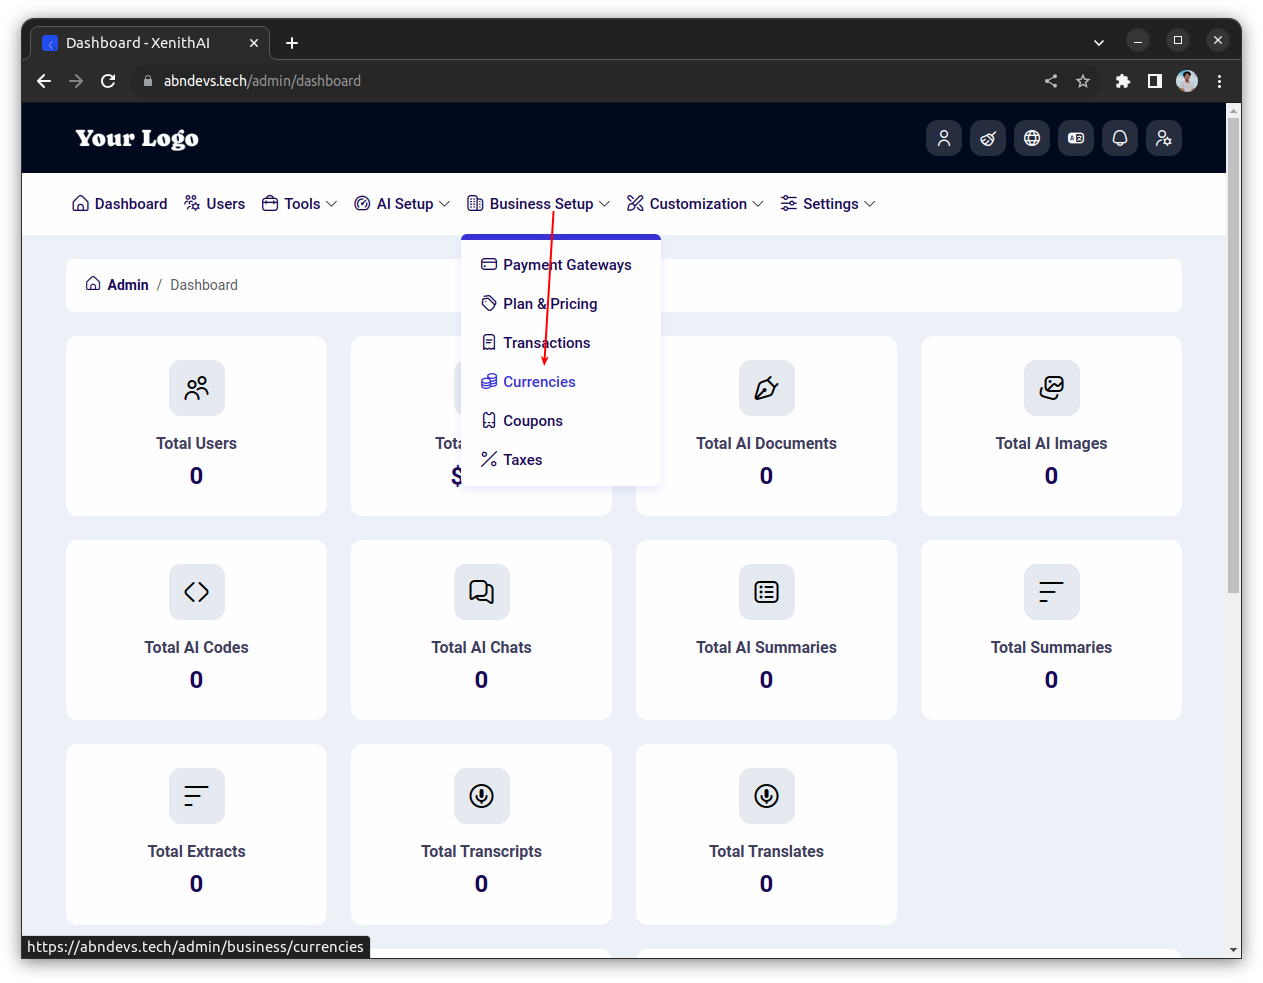 Dashboard - XenithAI
abndevs.tech/admin/dashboard
Your Logo
Dashboard Users Tools AI Setup Business Setup Customization Settings
Admin / Dashboard
Payment Gateways
Plan & Pricing
Transactions
Currencies
Coupons
Taxes
Total Users
0
$
Total AI Documents
0
Total AI Images
0
Total AI Codes
0
Total AI Chats
0
Total AI Summaries
0
Total Summaries
0
Total Extracts
0
Total Transcripts
0
Total Translates
0
https://abndevs.tech/admin/business/currencies